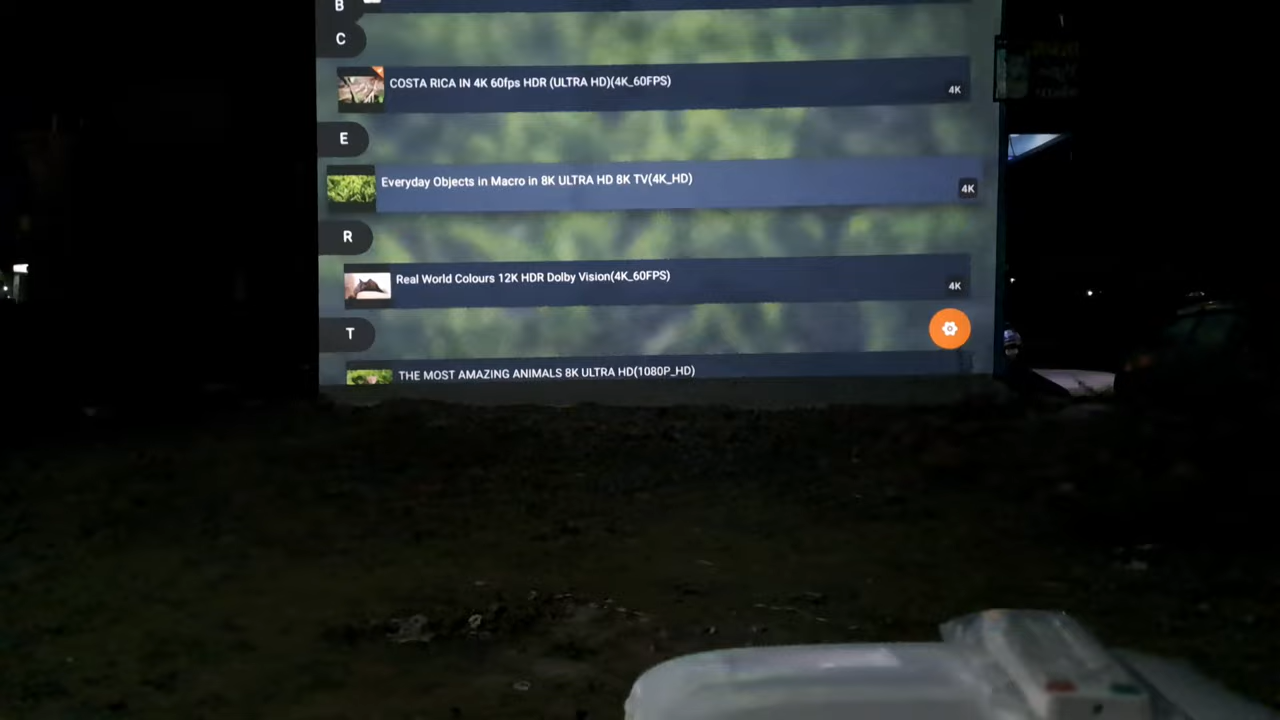 B
C
COSTA RICA IN 4K 60fps HDR (ULTRA HD)(4K_60FPS)
4K
E
Everyday Objects in Macro in 8K ULTRA HD 8K TV(4K_HD)
4K
R
Real World Colours 12K HDR Dolby Vision(4K_60FPS)
4K
T
THE MOST AMAZING ANIMALS 8K ULTRA HD(1080P_HD)